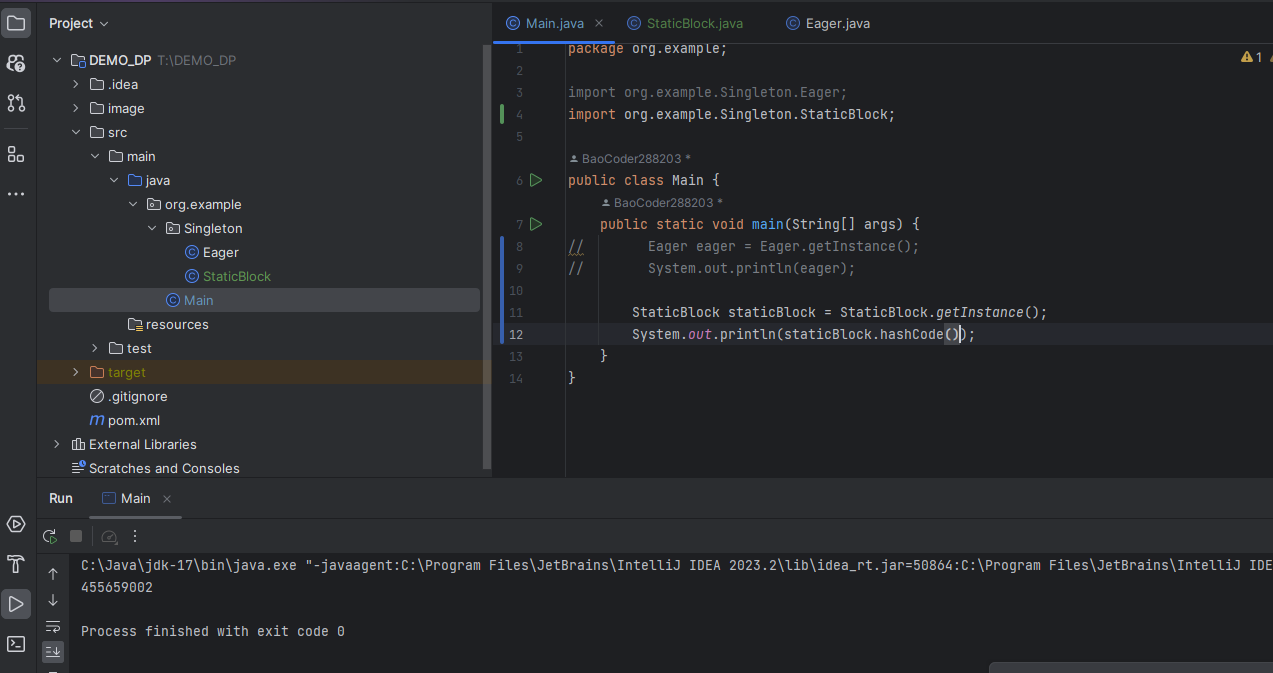 Project
DEMO_DP T:\DEMO_DP
.idea
image
src
main
java
org.example
Singleton
Eager
StaticBlock
Main
resources
test
target
.gitignore
pom.xml
External Libraries
Scratches and Consoles
Main.java StaticBlock.java Eager.java
1
1 package org.example;
2
3 import org.example.Singleton.Eager;
4 import org.example.Singleton.StaticBlock;
5
BaoCoder288203 *
6 public class Main {
BaoCoder288203 *
7 public static void main(String[] args) {
8 // Eager eager = Eager.getInstance();
9 // System.out.println(eager);
10
11 StaticBlock staticBlock = StaticBlock.getInstance();
12 System.out.println(staticBlock.hashCode());
13 }
14 }
Run Main
C:\Java\jdk-17\bin\java.exe "-javaagent:C:\Program Files\JetBrains\IntelliJ IDEA 2023.2\lib\idea_rt.jar=50864:C:\Program Files\JetBrains\IntelliJ IDE
455659002
Process finished with exit code 0